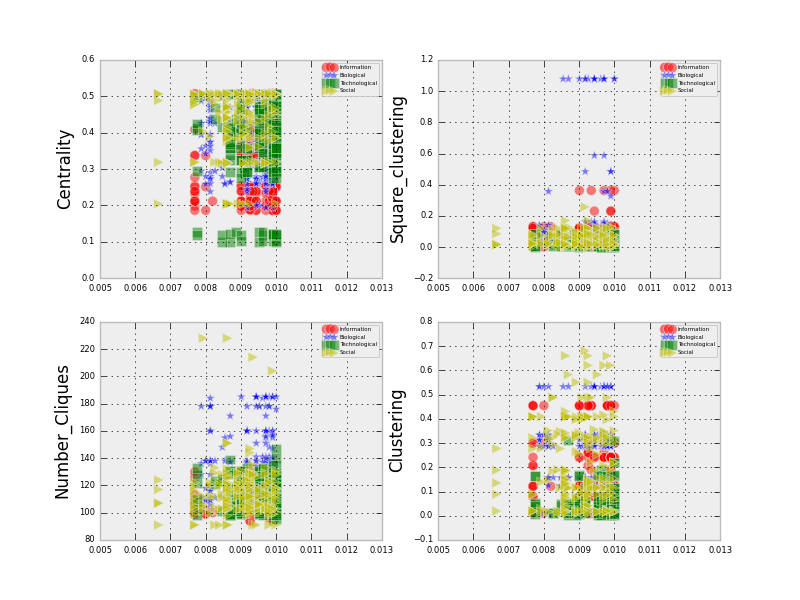 0.6
0.5
0.4
0.3
0.2
0.1
0.0
Centrality
0.005 0.006 0.007 0.008 0.009 0.010 0.011 0.012 0.013
Information
Biological
Technological
Social
1.2
1.0
0.8
0.6
0.4
0.2
0.0
−0.2
Square_clustering
0.005 0.006 0.007 0.008 0.009 0.010 0.011 0.012 0.013
Information
Biological
Technological
Social
240
220
200
180
160
140
120
100
80
Number_Cliques
0.005 0.006 0.007 0.008 0.009 0.010 0.011 0.012 0.013
Information
Biological
Technological
Social
0.8
0.7
0.6
0.5
0.4
0.3
0.2
0.1
0.0
−0.1
Clustering
0.005 0.006 0.007 0.008 0.009 0.010 0.011 0.012 0.013
Information
Biological
Technological
Social